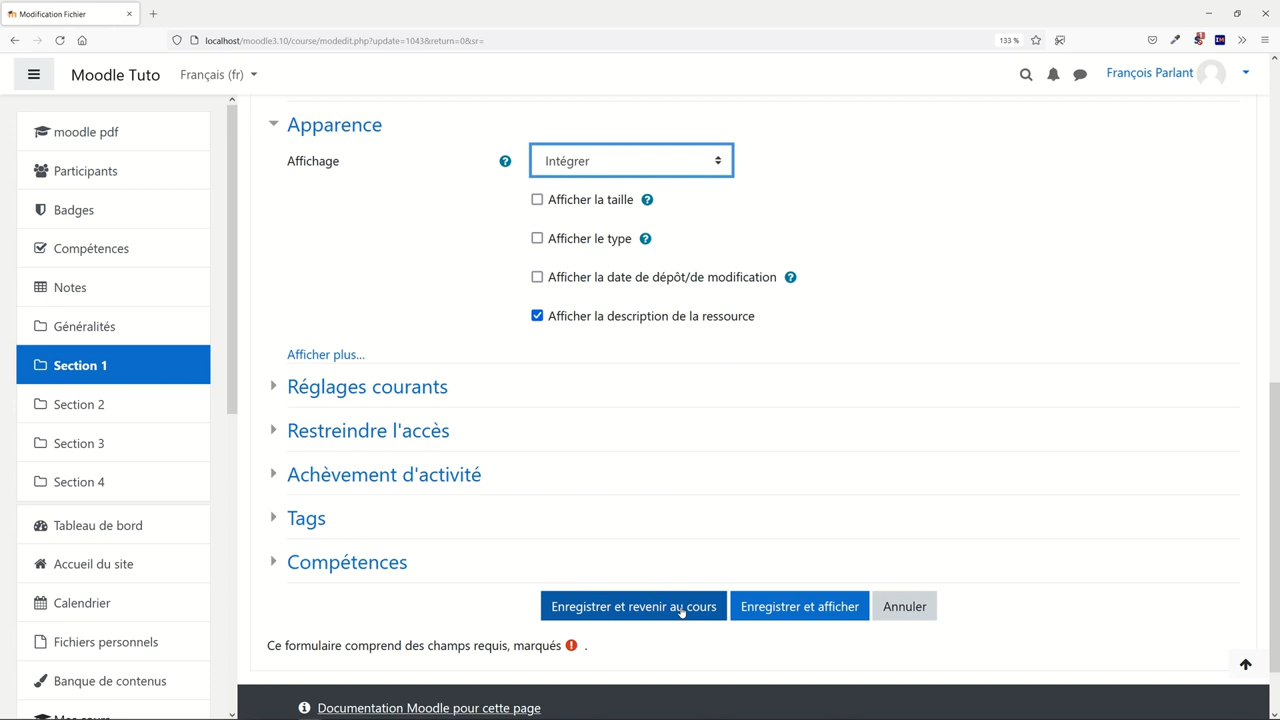 Modification Fichier
localhost/moodle3.10/course/modedit.php?update=1043&return=0&sr=
133 %
Moodle Tuto
Français (fr)
François Parlant
moodle pdf
Participants
Badges
Compétences
Notes
Généralités
Section 1
Section 2
Section 3
Section 4
Tableau de bord
Accueil du site
Calendrier
Fichiers personnels
Banque de contenus
Mes cours
Apparence
Affichage
Intégrer
Afficher la taille
Afficher le type
Afficher la date de dépôt/de modification
Afficher la description de la ressource
Afficher plus...
Réglages courants
Restreindre l'accès
Achèvement d'activité
Tags
Compétences
Enregistrer et revenir au cours
Enregistrer et afficher
Annuler
Ce formulaire comprend des champs requis, marqués .
Documentation Moodle pour cette page